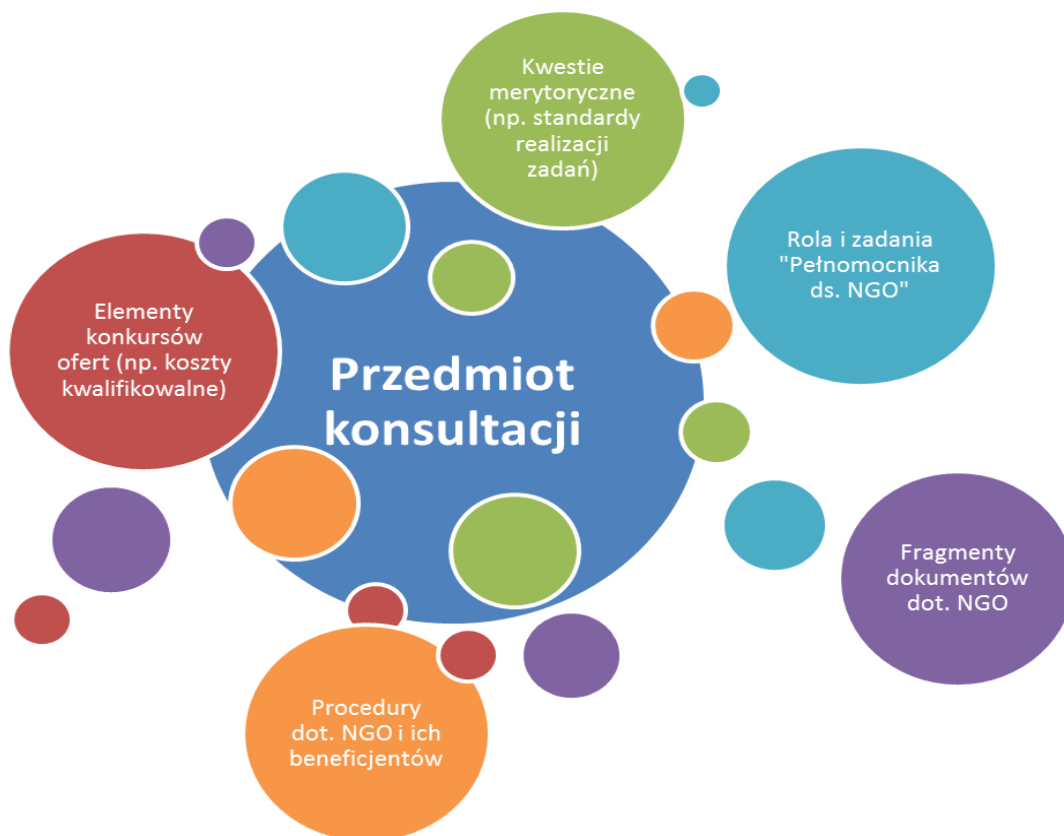 Kwestie
merytoryczne
(np. standardy
realizacji
zadań)
Rola i zadania
"Pełnomocnika
ds. NGO"
Elementy
konkursów
ofert (np. koszty
kwalifikowalne)
Przedmiot
konsultacji
Fragmenty
dokumentów
dot. NGO
Procedury
dot. NGO i ich
beneficjentów